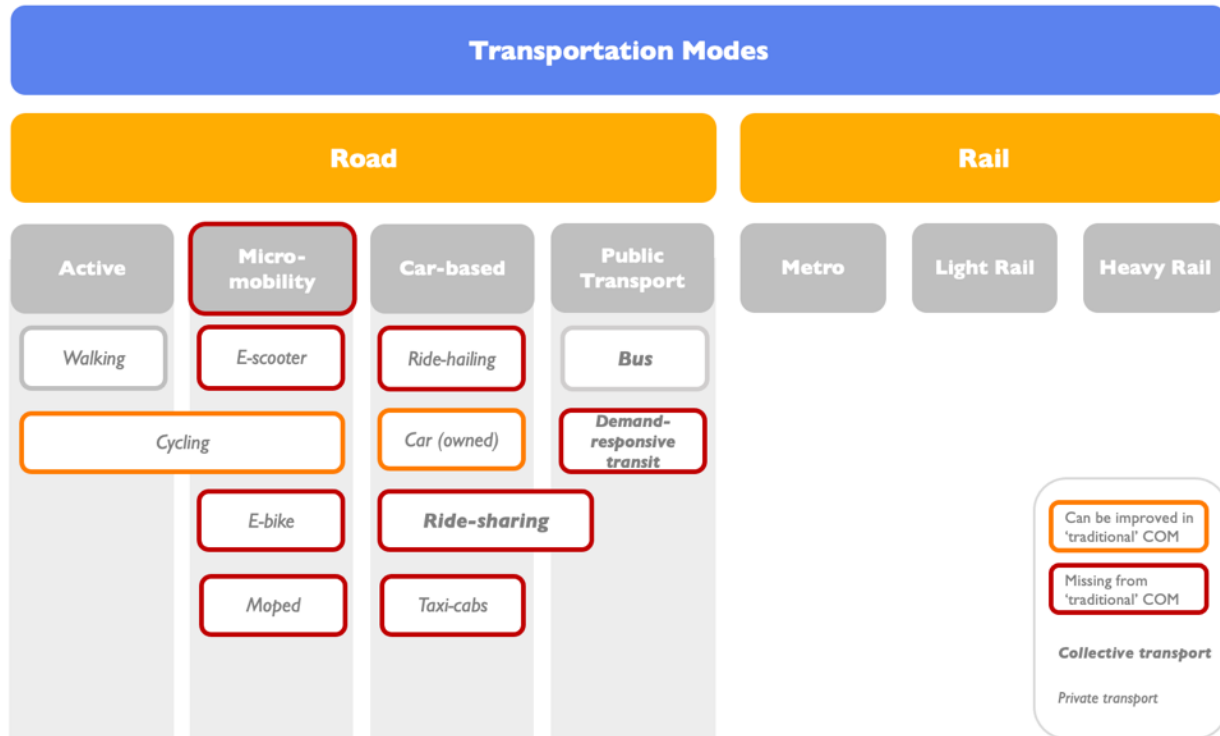 Transportation Modes
Road
Rail
Active
Micro-
mobility
Car-based
Public
Transport
Metro
Light Rail
Heavy Rail
Walking
E-scooter
Ride-hailing
Bus
Cycling
Car (owned)
Demand-
responsive
transit
E-bike
Ride-sharing
Moped
Taxi-cabs
Can be improved in
‘traditional’ COM
Missing from
‘traditional’ COM
Collective transport
Private transport